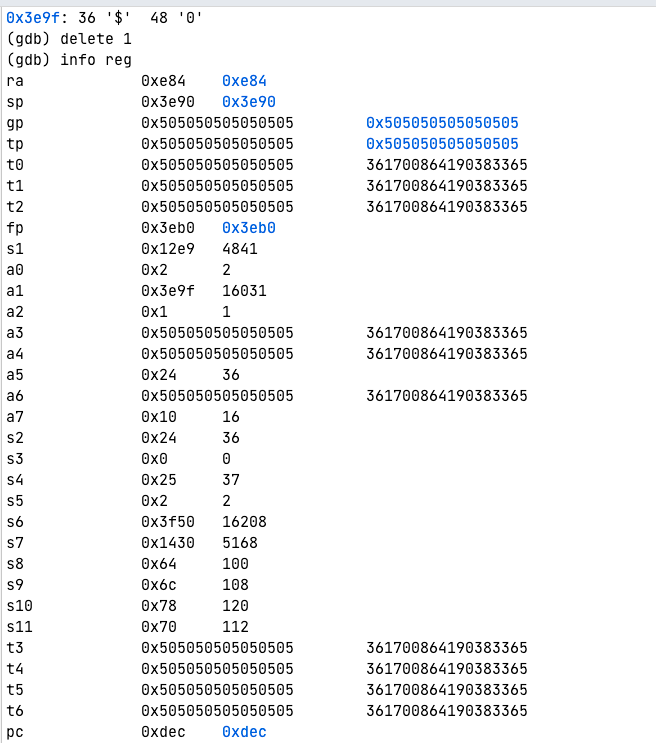 0x3e9f: 36 '$'  48 '0'
(gdb) delete 1
(gdb) info reg
ra             0xe84    0xe84
sp             0x3e90   0x3e90
gp             0x505050505050505        0x505050505050505
tp             0x505050505050505        0x505050505050505
t0             0x505050505050505        361700864190383365
t1             0x505050505050505        361700864190383365
t2             0x505050505050505        361700864190383365
fp             0x3eb0   0x3eb0
s1             0x12e9   4841
a0             0x2      2
a1             0x3e9f   16031
a2             0x1      1
a3             0x505050505050505        361700864190383365
a4             0x505050505050505        361700864190383365
a5             0x24     36
a6             0x505050505050505        361700864190383365
a7             0x10     16
s2             0x24     36
s3             0x0      0
s4             0x25     37
s5             0x2      2
s6             0x3f50   16208
s7             0x1430   5168
s8             0x64     100
s9             0x6c     108
s10            0x78     120
s11            0x70     112
t3             0x505050505050505        361700864190383365
t4             0x505050505050505        361700864190383365
t5             0x505050505050505        361700864190383365
t6             0x505050505050505        361700864190383365
pc             0xdec    0xdec